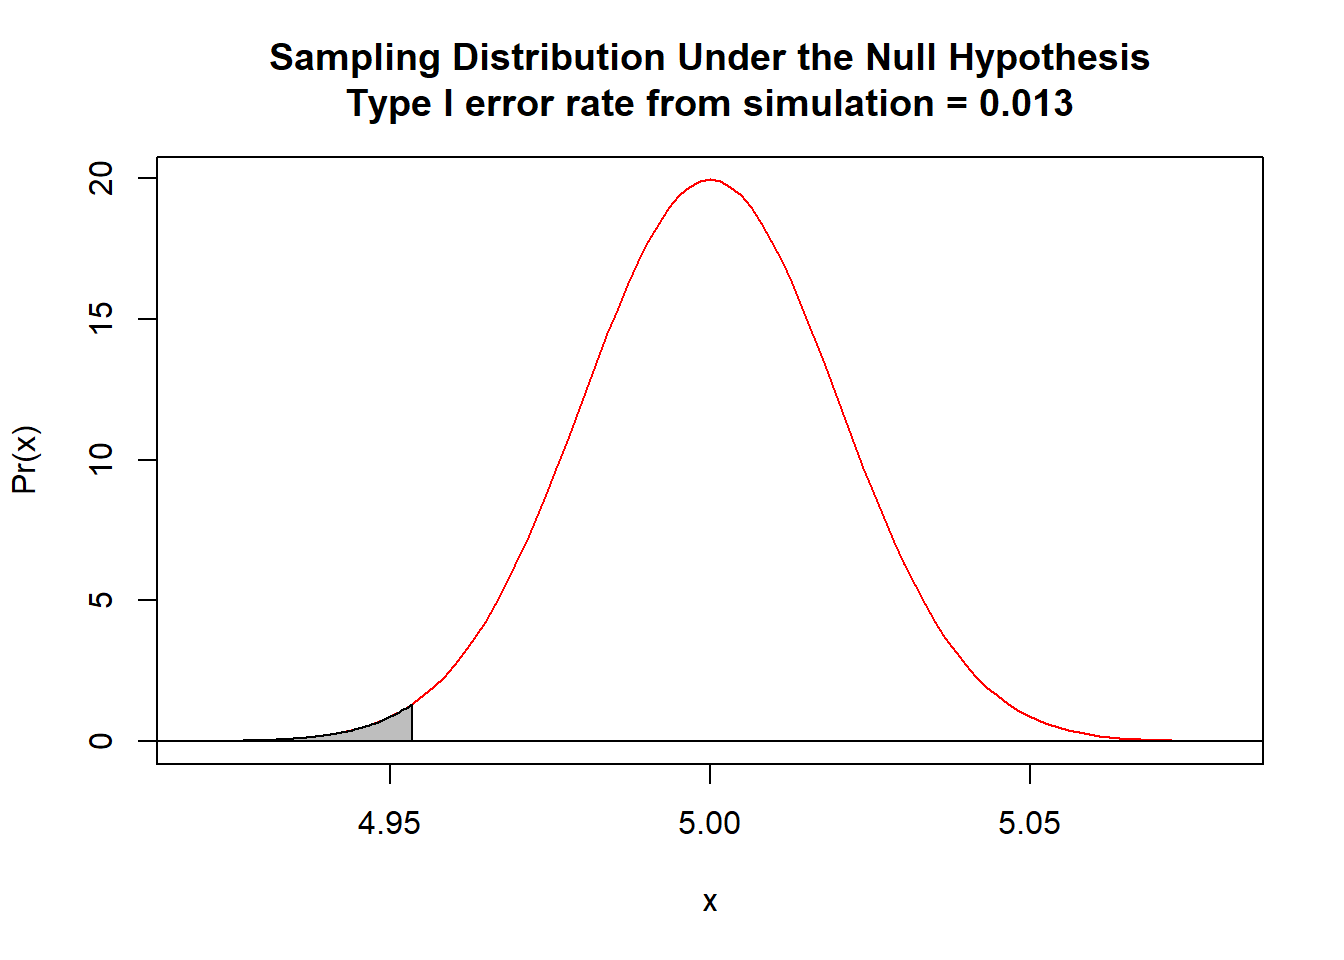 Sampling Distribution Under the Null Hypothesis
Type I error rate from simulation = 0.013
Pr(x)
20
15
10
5
0
4.95 5.00 5.05
x